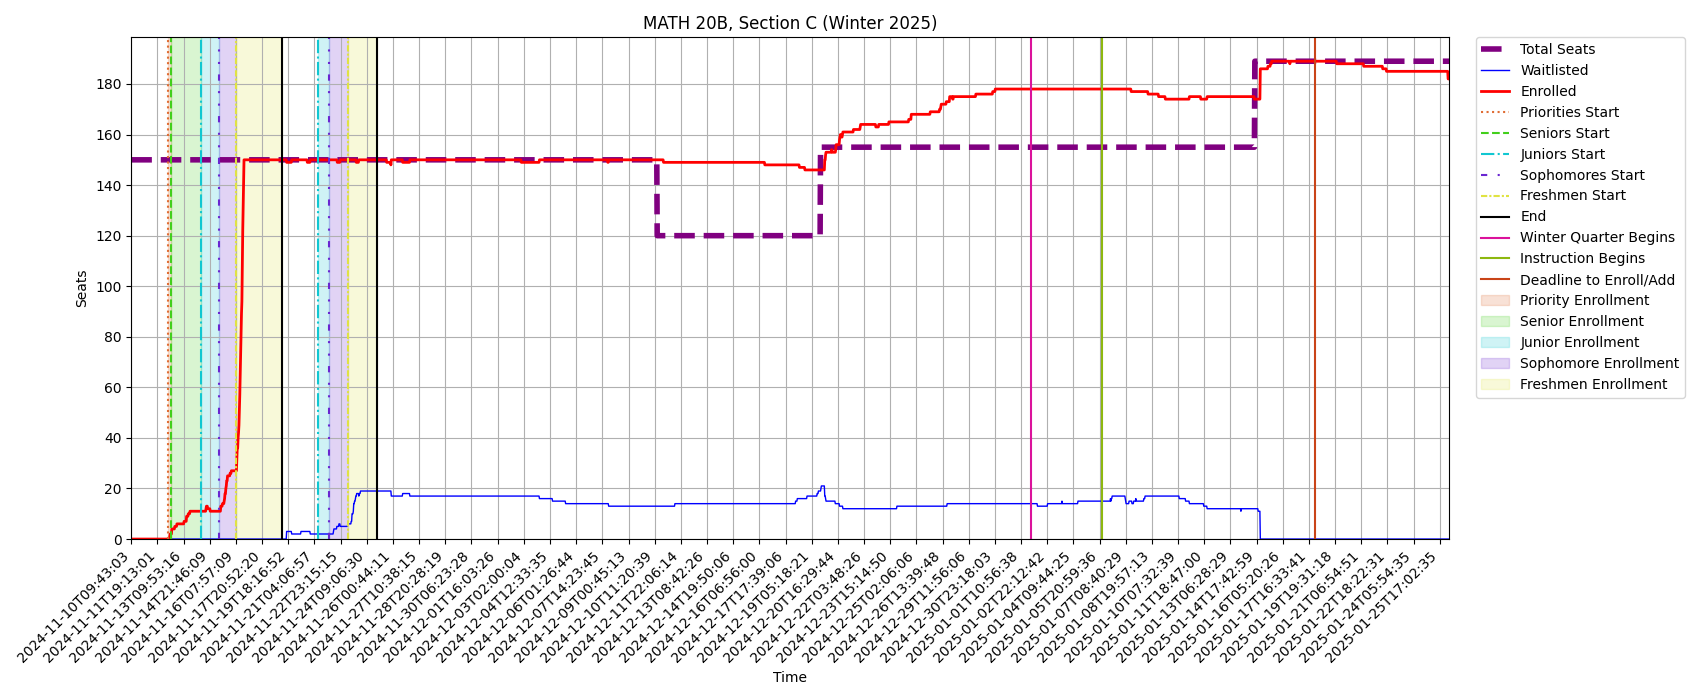 MATH 20B, Section C (Winter 2025)
Seats
180
160
140
120
100
80
60
40
20
0
2024-11-10T09:43:03
2024-11-11T19:13:01
2024-11-13T09:53:16
2024-11-14T21:46:09
2024-11-16T07:57:09
2024-11-17T20:52:20
2024-11-19T18:16:52
2024-11-21T04:06:57
2024-11-22T23:15:15
2024-11-24T09:06:30
2024-11-26T00:44:11
2024-11-27T10:38:15
2024-11-28T20:28:19
2024-11-30T06:23:28
2024-12-01T16:03:26
2024-12-03T02:00:04
2024-12-04T12:33:35
2024-12-06T01:26:44
2024-12-07T14:23:45
2024-12-09T00:45:13
2024-12-10T11:20:39
2024-12-11T22:06:14
2024-12-13T08:42:26
2024-12-14T19:50:06
2024-12-16T06:56:00
2024-12-17T17:39:06
2024-12-19T05:18:21
2024-12-20T16:29:44
2024-12-22T03:48:26
2024-12-23T15:14:50
2024-12-25T02:06:06
2024-12-26T13:39:48
2024-12-29T11:56:06
2024-12-30T23:18:03
2025-01-01T10:56:38
2025-01-02T22:12:42
2025-01-04T09:44:25
2025-01-05T20:59:36
2025-01-07T08:40:29
2025-01-08T19:57:13
2025-01-10T07:32:39
2025-01-11T18:47:00
2025-01-13T06:28:29
2025-01-14T17:42:59
2025-01-16T05:20:26
2025-01-17T16:33:41
2025-01-19T19:31:18
2025-01-21T06:54:51
2025-01-22T18:22:31
2025-01-24T05:54:35
2025-01-25T17:02:35
Time
Total Seats
Waitlisted
Enrolled
Priorities Start
Seniors Start
Juniors Start
Sophomores Start
Freshmen Start
End
Winter Quarter Begins
Instruction Begins
Deadline to Enroll/Add
Priority Enrollment
Senior Enrollment
Junior Enrollment
Sophomore Enrollment
Freshmen Enrollment